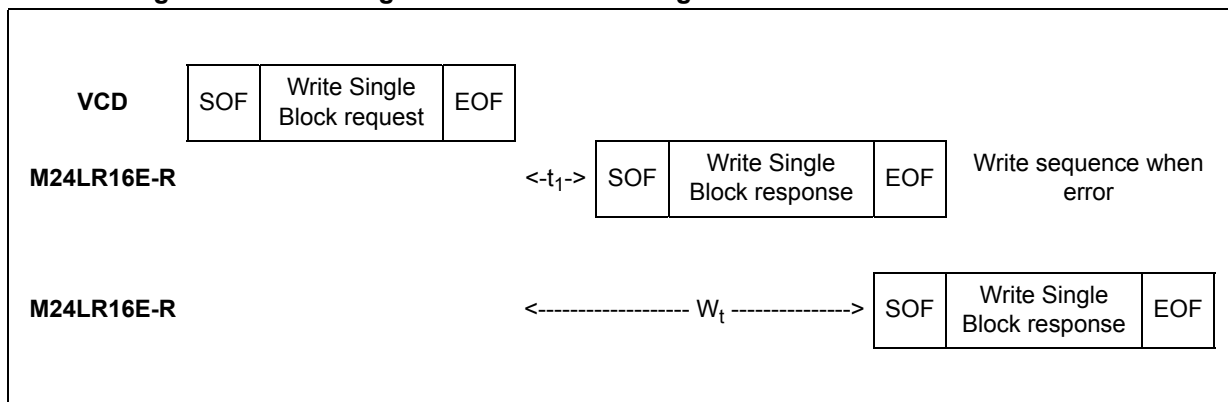 VCD SOF Write Single Block request EOF
M24LR16E-R <-t1-> SOF Write Single Block response EOF Write sequence when error
M24LR16E-R <------------------- Wt ---------------> SOF Write Single Block response EOF